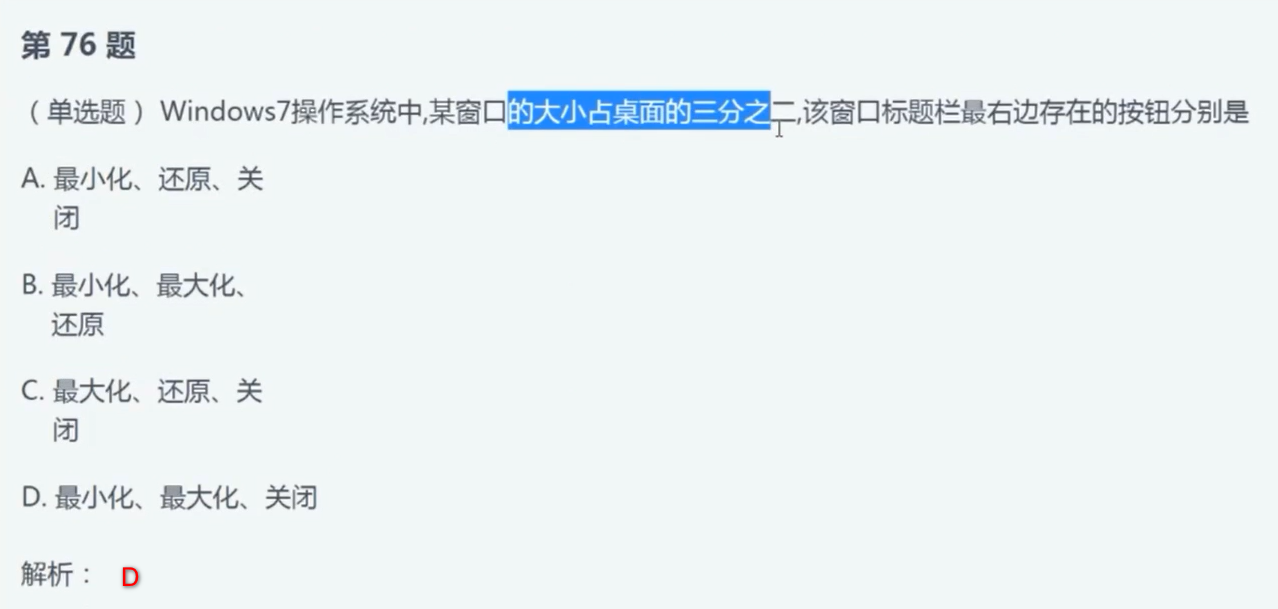 第 76 题
（ 单选题 ） Windows7操作系统中,某窗口的大小占桌面的三分之二,该窗口标题栏最右边存在的按钮分别是
A. 最小化、还原、关
闭
B. 最小化、最大化、
还原
C. 最大化、还原、关
闭
D. 最小化、最大化、关闭
解析： D